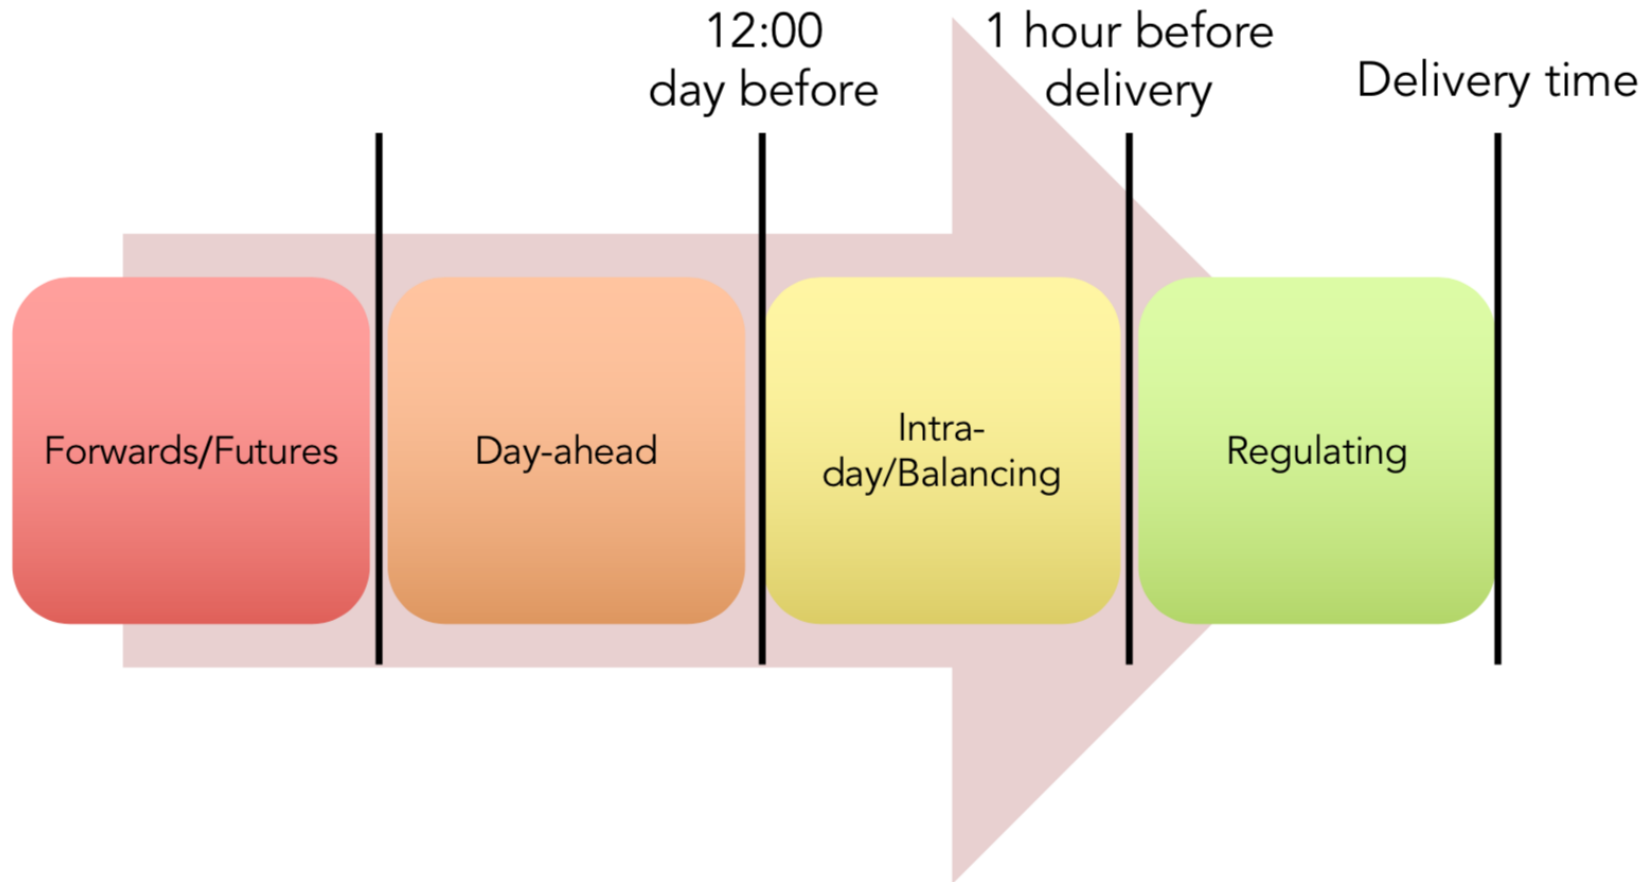 12:00
day before
1 hour before
delivery
Delivery time
Forwards/Futures
Day-ahead
Intra-
day/Balancing
Regulating